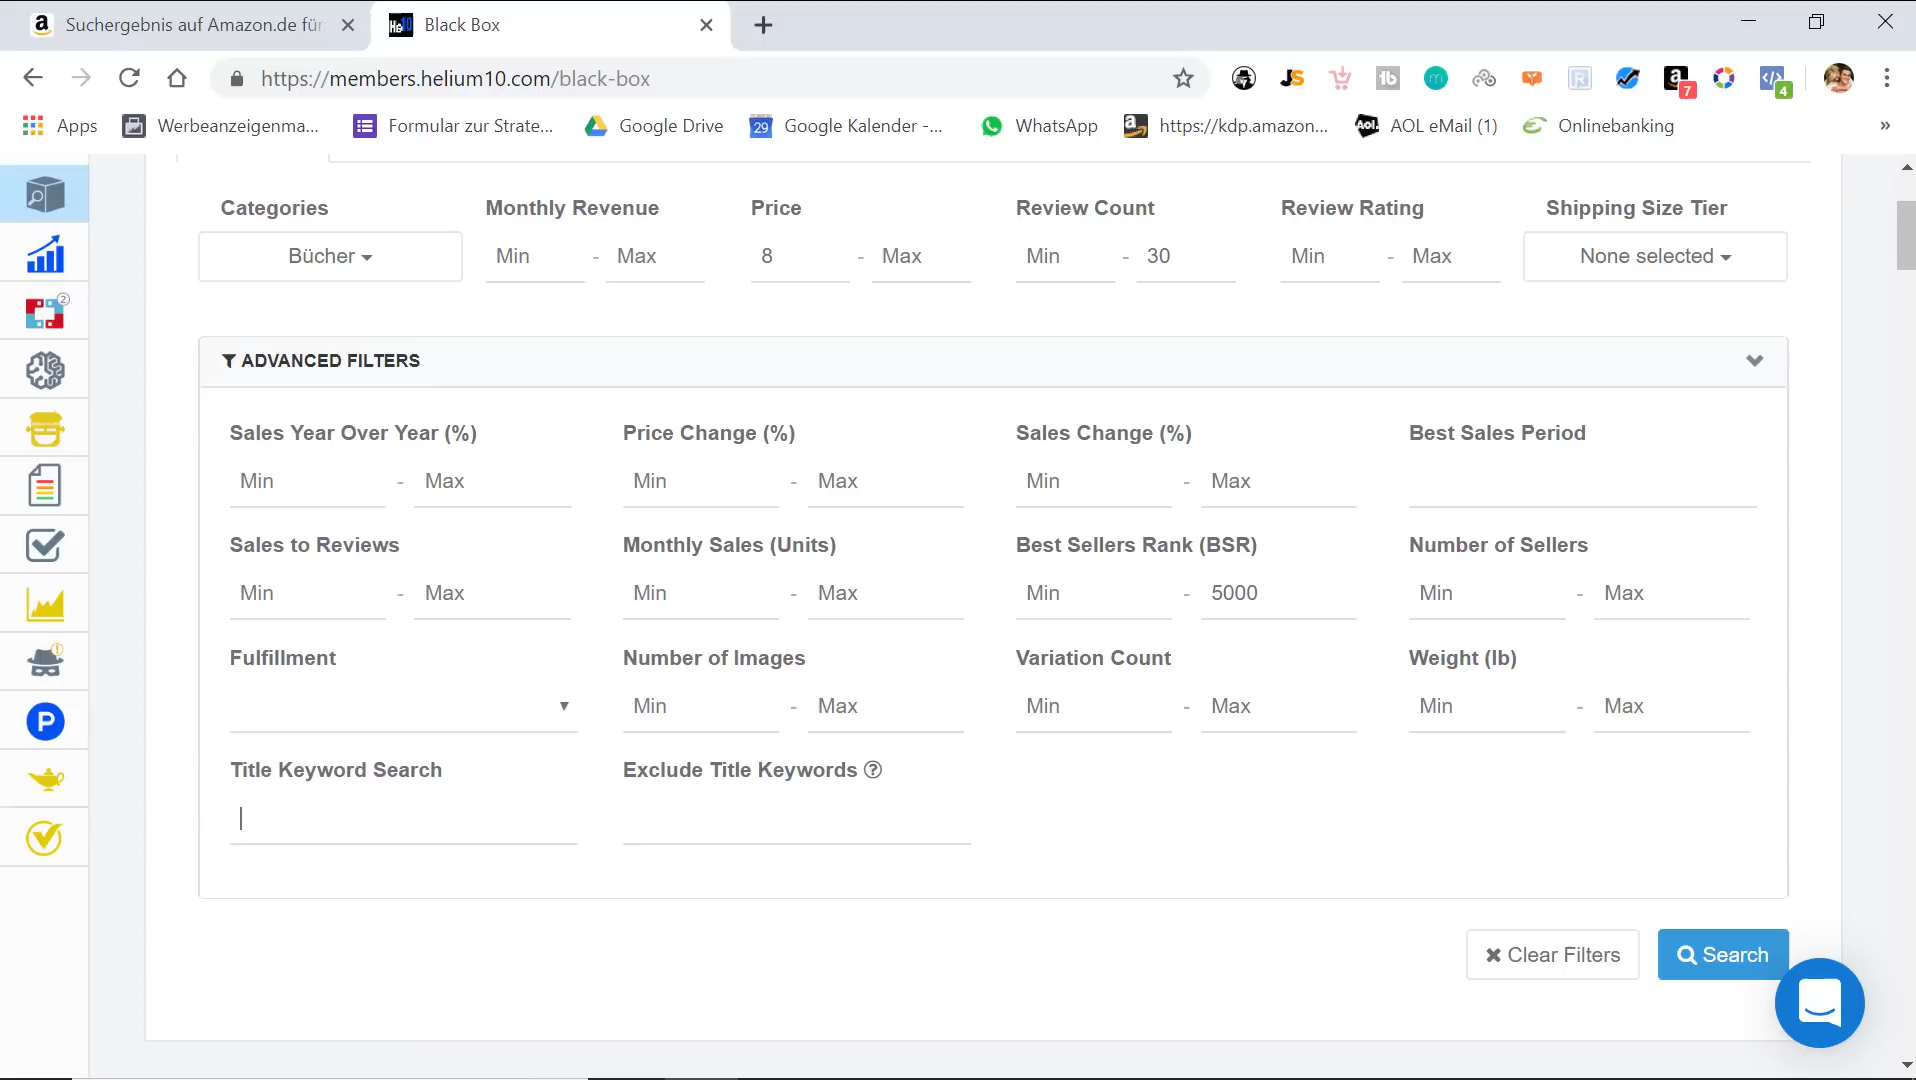 Suchergebnis auf Amazon.de für
Black Box
https://members.helium10.com/black-box
7
4
Apps
Werbeanzeigenma...
Formular zur Strate...
Google Drive
29
Google Kalender -...
WhatsApp
https://kdp.amazon...
Aol.
AOL eMail (1)
Onlinebanking
»
Categories
Monthly Revenue
Price
Review Count
Review Rating
Shipping Size Tier
Bücher
Min - Max
8 - Max
Min - 30
Min - Max
None selected
2
ADVANCED FILTERS
Sales Year Over Year (%)
Price Change (%)
Sales Change (%)
Best Sales Period
Min - Max
Min - Max
Min - Max
Sales to Reviews
Monthly Sales (Units)
Best Sellers Rank (BSR)
Number of Sellers
Min - Max
Min - Max
Min - 5000
Min - Max
Fulfillment
Number of Images
Variation Count
Weight (lb)
Min - Max
Min - Max
Min - Max
P
Title Keyword Search
Exclude Title Keywords ?
Clear Filters
Search